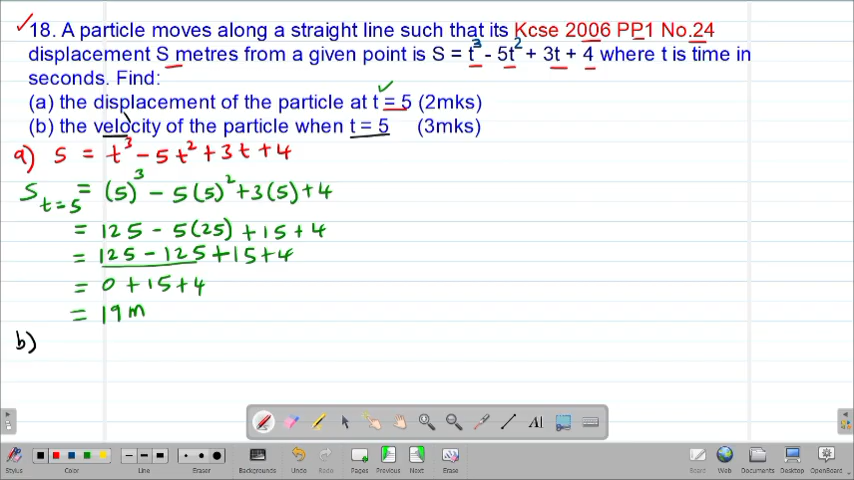 18. A particle moves along a straight line such that its Kcse 2006 PP1 No.24
displacement S metres from a given point is S = t³ - 5t² + 3t + 4 where t is time in
seconds. Find:
(a) the displacement of the particle at t = 5 (2mks)
(b) the velocity of the particle when t = 5 (3mks)
a) S = t³ - 5t² + 3t + 4
S t=5 = (5)³ - 5(5)² + 3(5) + 4
= 125 - 5(25) + 15 + 4
= 125 - 125 + 15 + 4
= 0 + 15 + 4
= 19m
b)
Stylus
Color
Line
Eraser
Backgrounds
Undo
Redo
Pages
Previous
Next
Erase
Board
Web
Documents
Desktop
OpenBoard